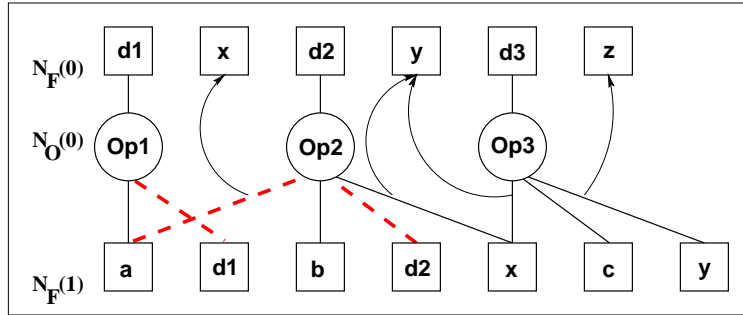 d1 x d2 y d3 z
N_F(0)
N_O(0) Op1 Op2 Op3
a d1 b d2 x c y
N_F(1)